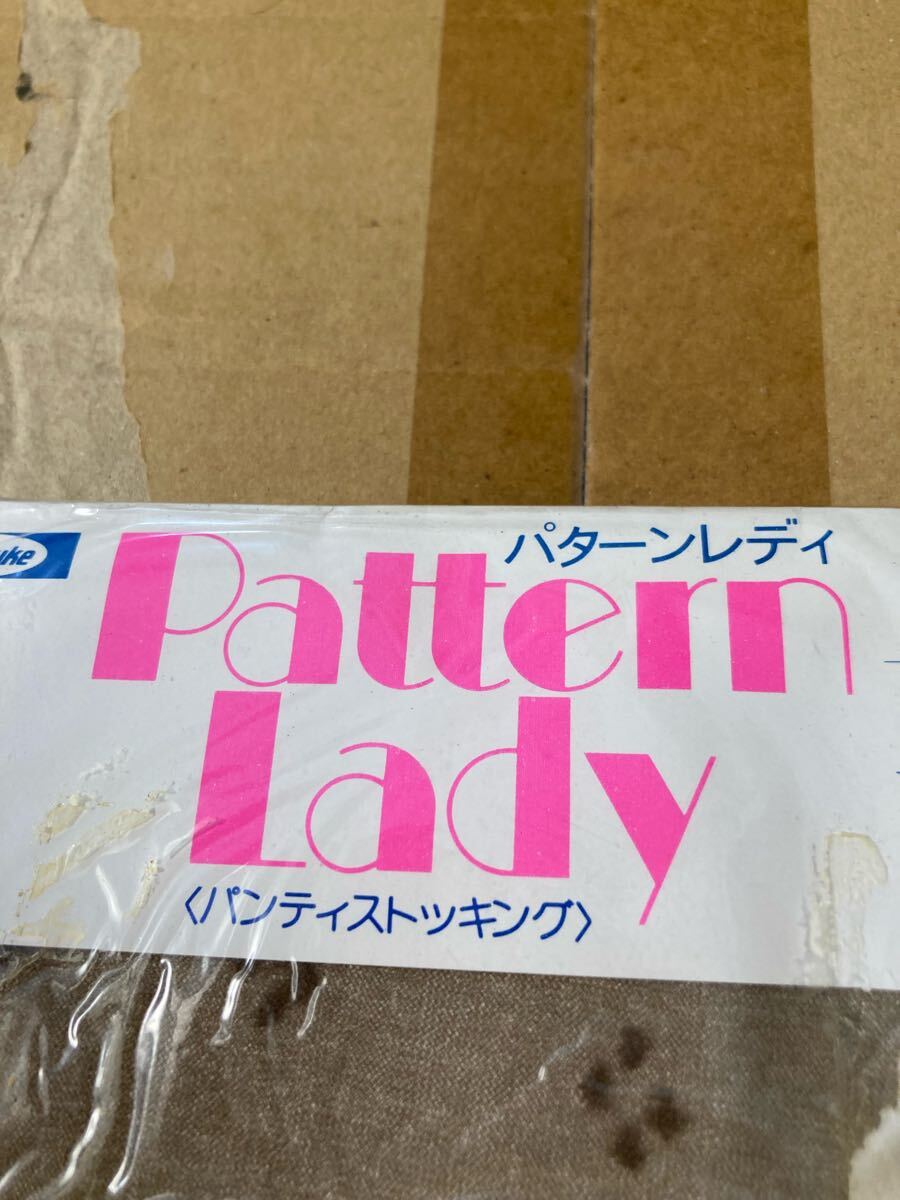 パターンレディ
Pattern
Lady
〈パンティストッキング〉